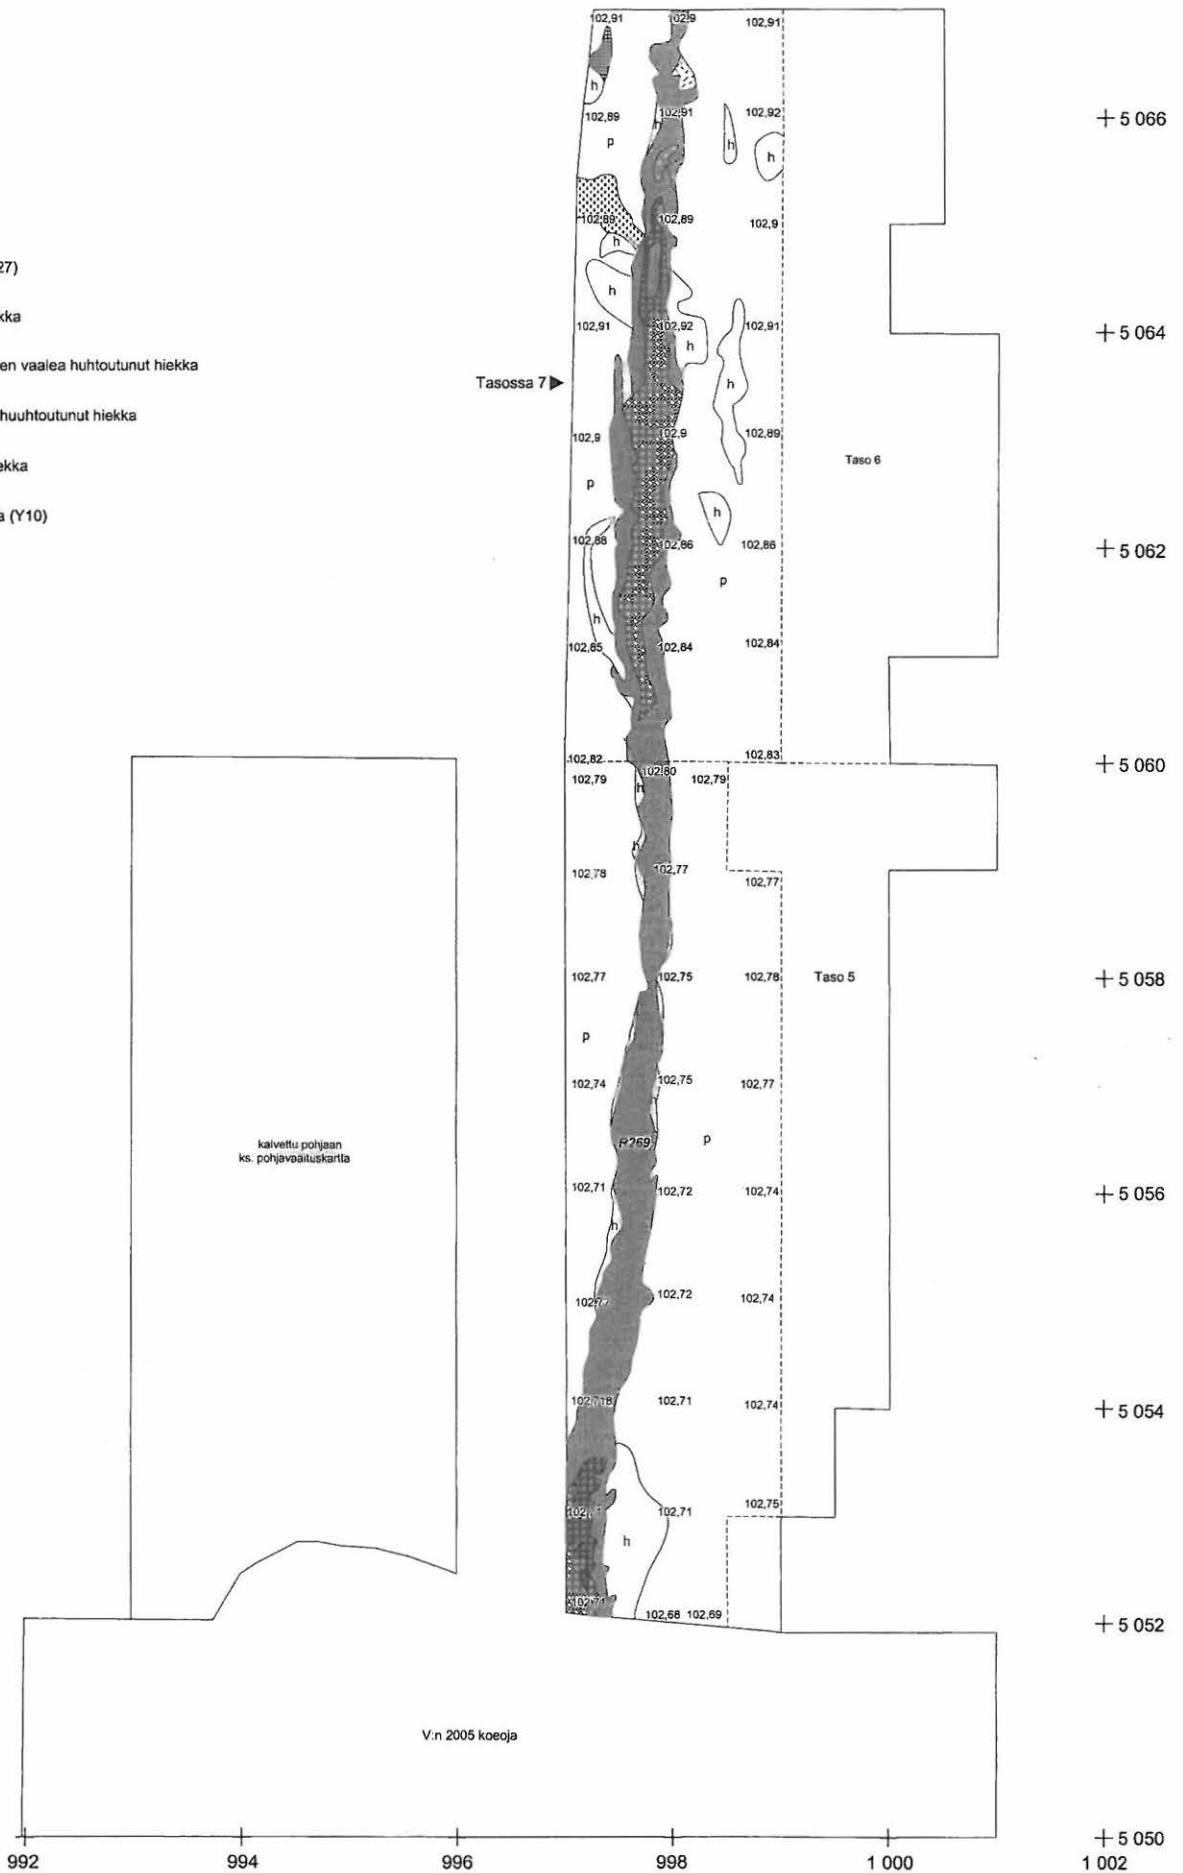 102,91 102,9 102,91
h
102,89 h 102,91 102,92 + 5 066
p h h
102,89 102,89 102,9
h
27)
h
kka
102,91 102,92 102,91 + 5 064
h
en vaalea huhtoutunut hiekka
Tasossa 7 h
huuhtoutunut hiekka
102,9 102,9 102,89
ekka Taso 6
p
a (Y10) h
102,88 102,86 102,86 + 5 062
p
h
102,85 102,84 102,84
102,82 102,83
102,80 + 5 060
102,79 h 102,79
h
102,78 102,77 102,77
102,77 102,75 102,78 Taso 5 + 5 058
p
102,74 102,75 102,77
kaivettu pohjaan R269 p
ks. pohjavaaituskartta
102,71 102,72 102,74 + 5 056
h
102,72 102,74
102,718 102,71 102,74 + 5 054
102,75
102,71
h
102,71 102,68 102,69 + 5 052
V:n 2005 koeoja
+ 5 050
992 994 996 998 1 000 1 002